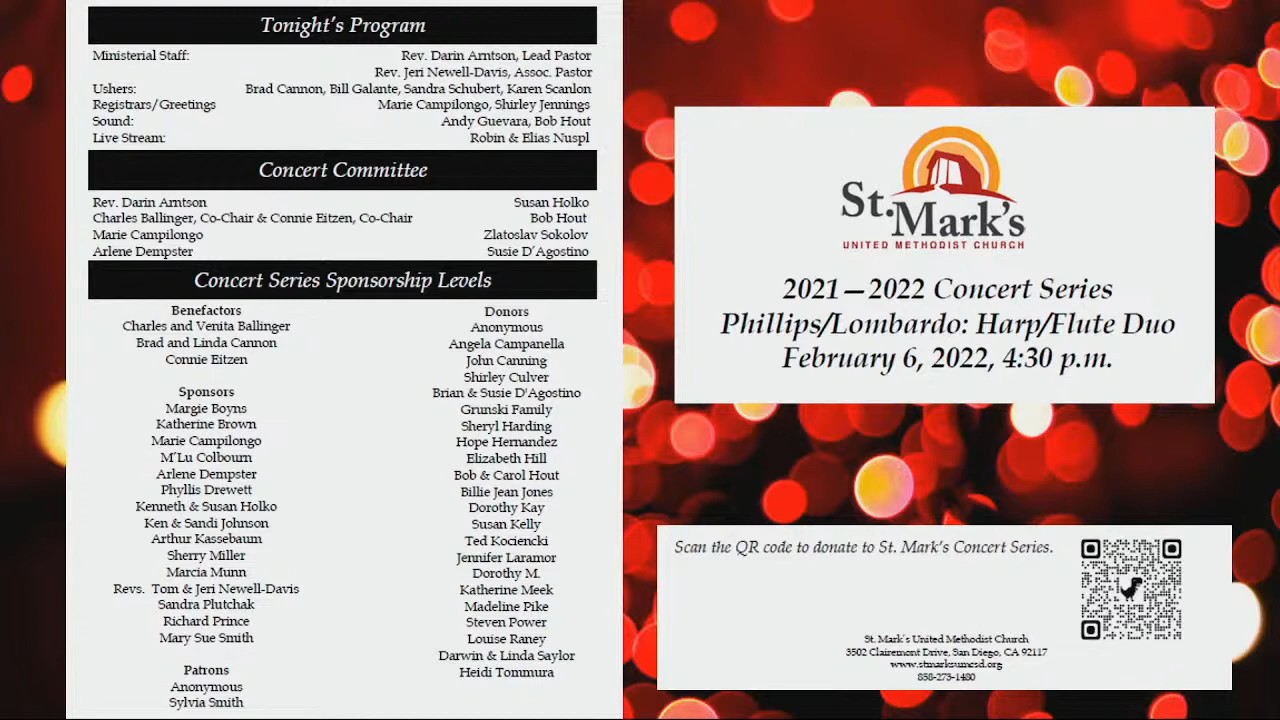 Tonight's Program
Ministerial Staff: Rev. Darin Arntson, Lead Pastor
Rev. Jeri Newell-Davis, Assoc. Pastor
Ushers: Brad Cannon, Bill Galante, Sandra Schubert, Karen Scanlon
Registrars/Greetings Marie Campilongo, Shirley Jennings
Sound: Andy Guevara, Bob Hout
Live Stream: Robin & Elias Nuspl
Concert Committee
Rev. Darin Arntson Susan Holko
Charles Ballinger, Co-Chair & Connie Eitzen, Co-Chair Bob Hout
Marie Campilongo Zlatoslav Sokolov
Arlene Dempster Susie D'Agostino
Concert Series Sponsorship Levels
Benefactors
Charles and Venita Ballinger
Brad and Linda Cannon
Connie Eitzen
Sponsors
Margie Boyns
Katherine Brown
Marie Campilongo
M'Lu Colbourn
Arlene Dempster
Phyllis Drewett
Kenneth & Susan Holko
Ken & Sandi Johnson
Arthur Kassebaum
Sherry Miller
Marcia Munn
Revs. Tom & Jeri Newell-Davis
Sandra Plutchak
Richard Prince
Mary Sue Smith
Patrons
Anonymous
Sylvia Smith
Donors
Anonymous
Angela Campanella
John Canning
Shirley Culver
Brian & Susie D'Agostino
Grunski Family
Sheryl Harding
Hope Hernandez
Elizabeth Hill
Bob & Carol Hout
Billie Jean Jones
Dorothy Kay
Susan Kelly
Ted Kociencki
Jennifer Laramor
Dorothy M.
Katherine Meek
Madeline Pike
Steven Power
Louise Raney
Darwin & Linda Saylor
Heidi Tommura
St. Mark's
UNITED METHODIST CHURCH
2021—2022 Concert Series
Phillips/Lombardo: Harp/Flute Duo
February 6, 2022, 4:30 p.m.
Scan the QR code to donate to St. Mark's Concert Series.
St. Mark's United Methodist Church
3502 Clairemont Drive, San Diego, CA 92117
www.stmarksumcsd.org
858-273-1480